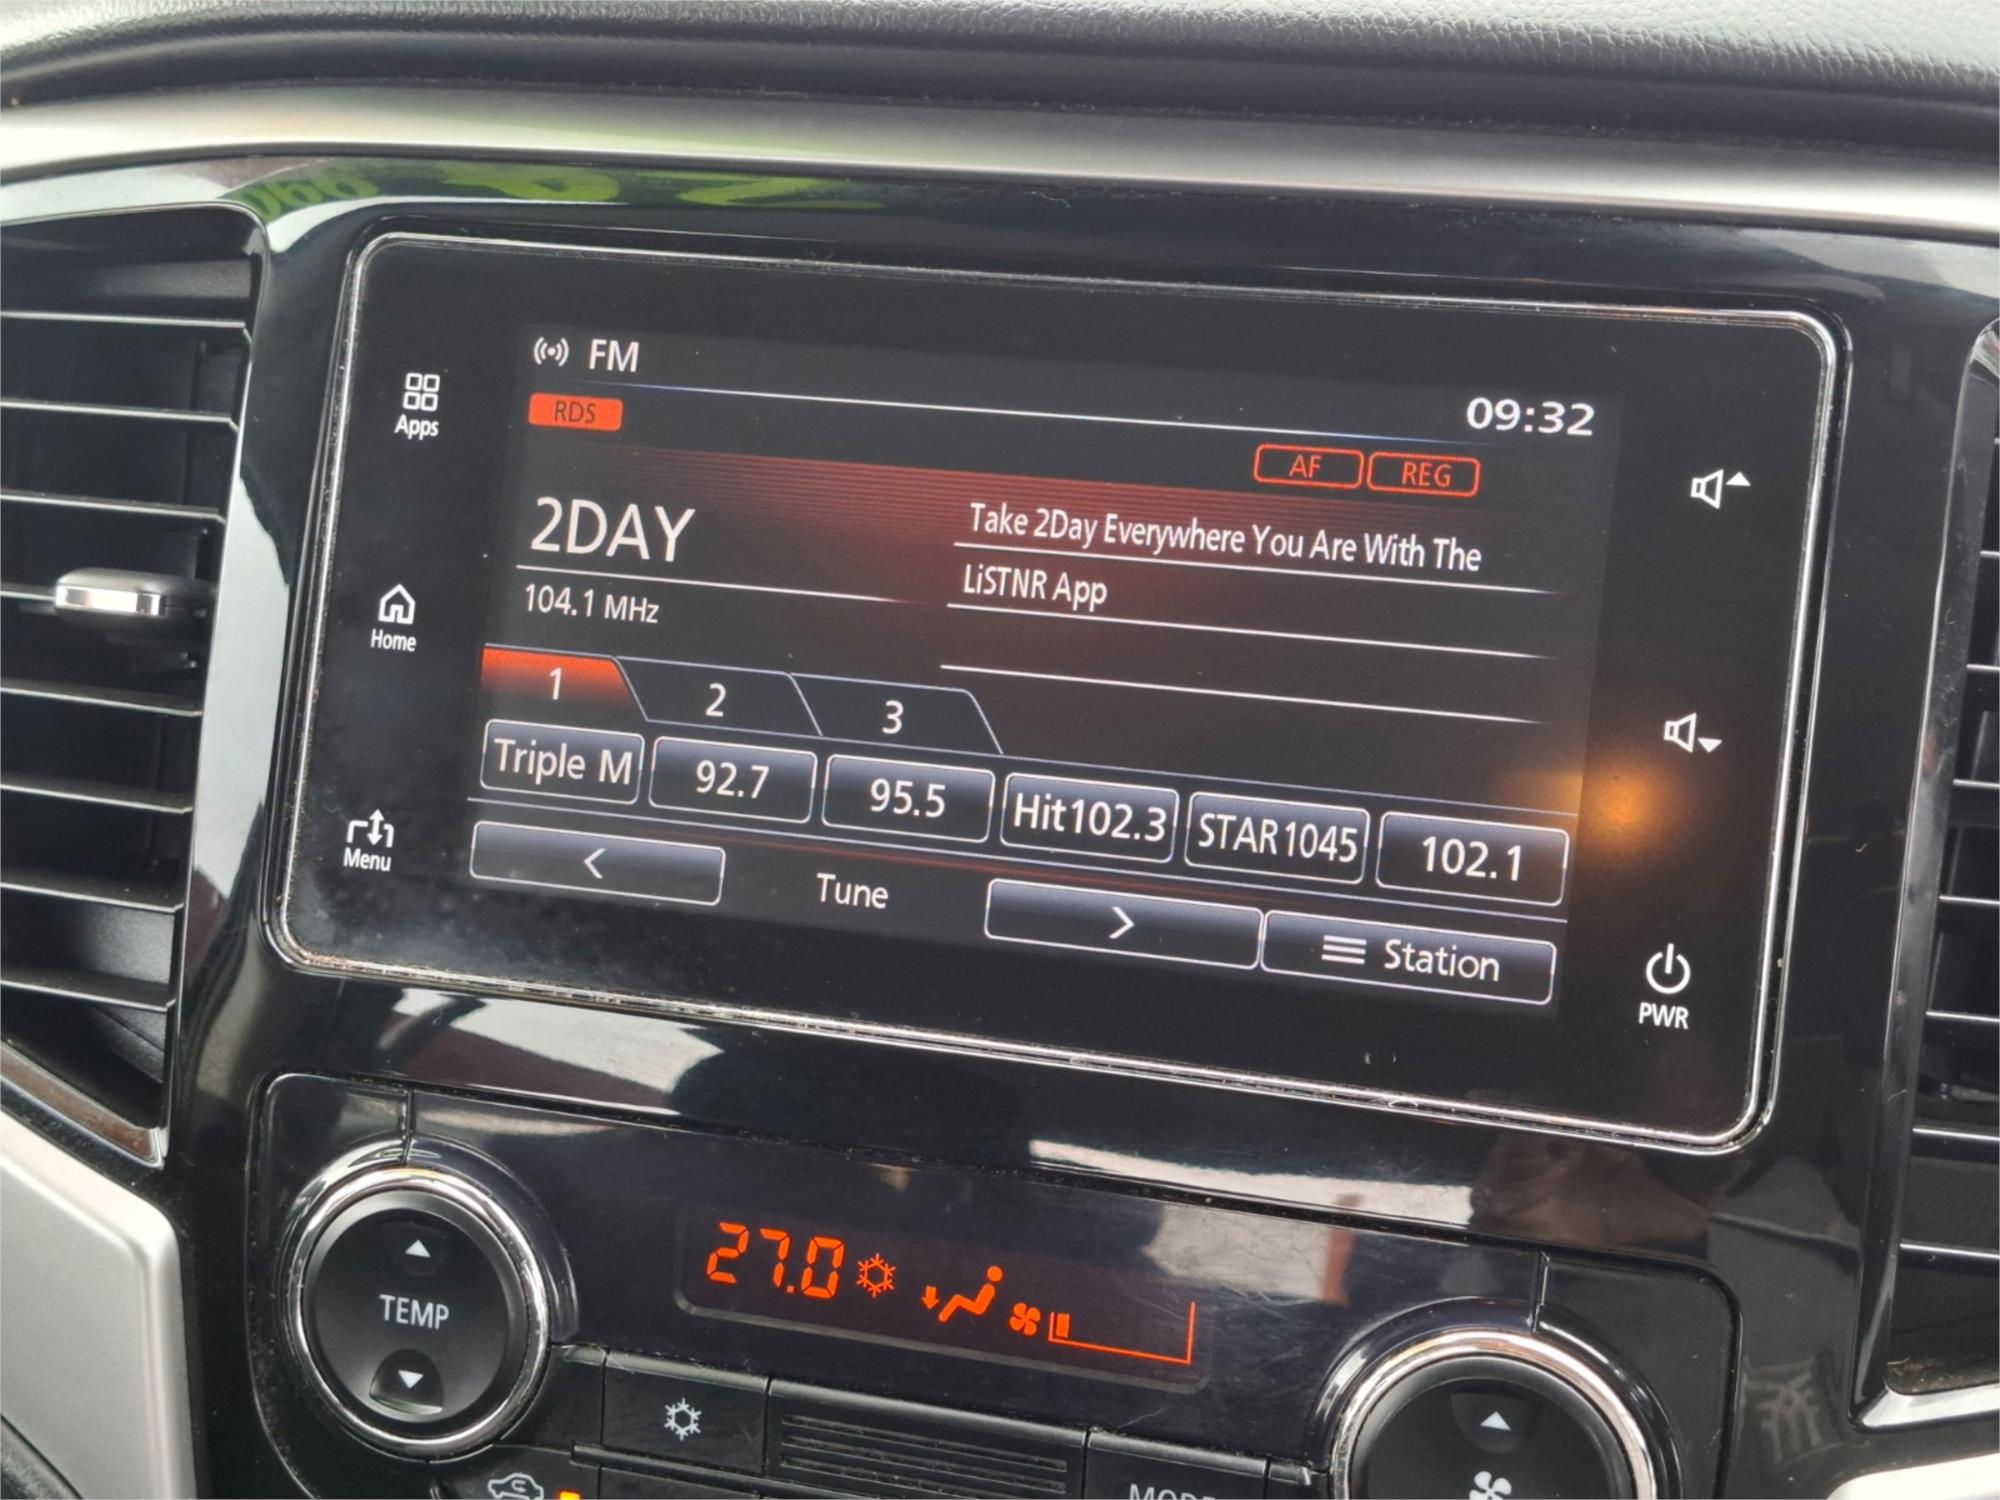 FM
09:32
RDS
AF REG
Apps
2DAY
Take 2Day Everywhere You Are With The
LiSTNR App
104.1 MHz
Home
1 2 3
Triple M 92.7 95.5 Hit102.3 STAR1045 102.1
Menu
< Tune > Station
PWR
27.0
TEMP